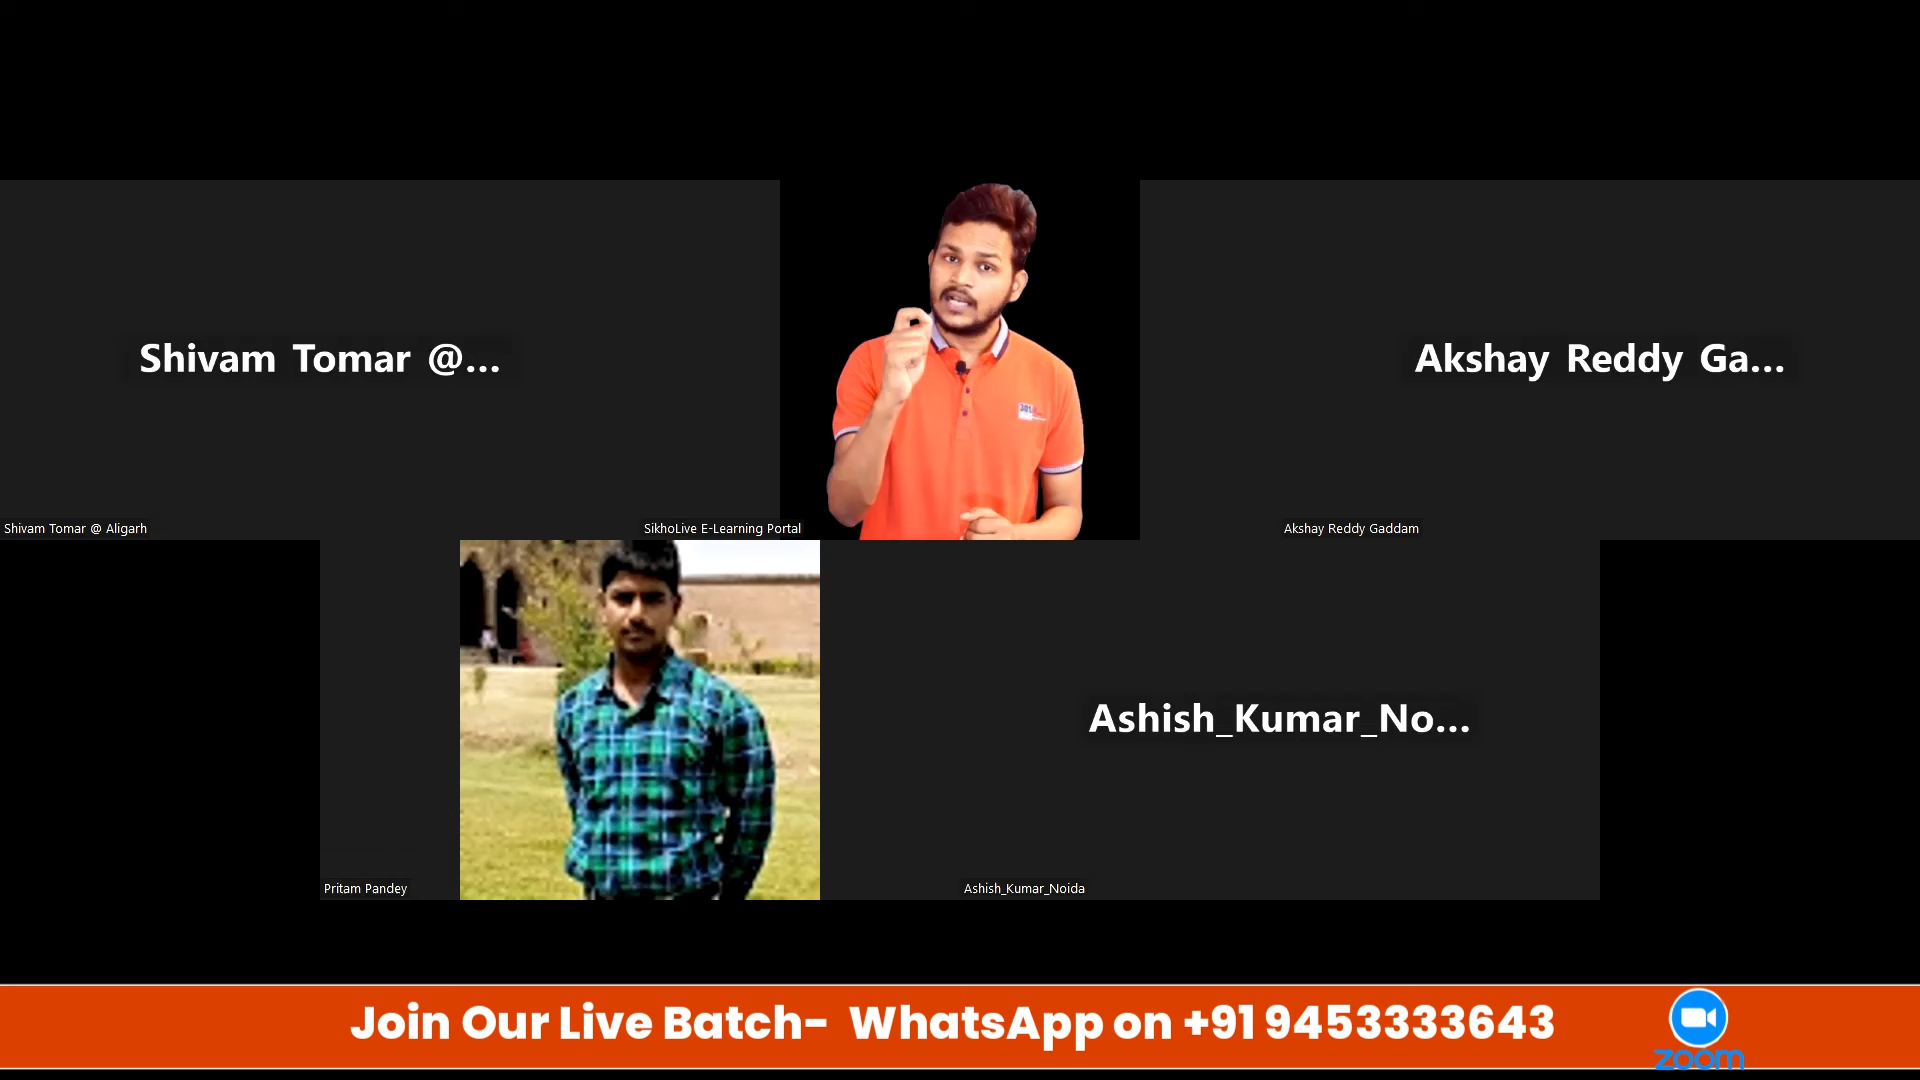 Shivam Tomar @...
Akshay Reddy Ga...
Shivam Tomar @ Aligarh
SikhoLive E-Learning Portal
Akshay Reddy Gaddam
Ashish_Kumar_No...
Pritam Pandey
Ashish_Kumar_Noida
Join Our Live Batch- WhatsApp on +91 9453333643
zoom